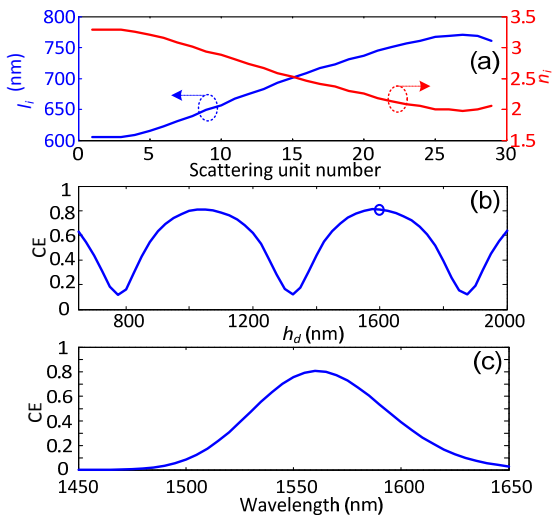 800
750
700
650
600
l_i (nm)
3.5
3
2.5
2
1.5
n_i
(a)
0 5 10 15 20 25 30
Scattering unit number
1
0.8
0.6
0.4
0.2
0
CE
(b)
800 1200 1600 2000
h_d (nm)
1
0.8
0.6
0.4
0.2
0
CE
(c)
1450 1500 1550 1600 1650
Wavelength (nm)